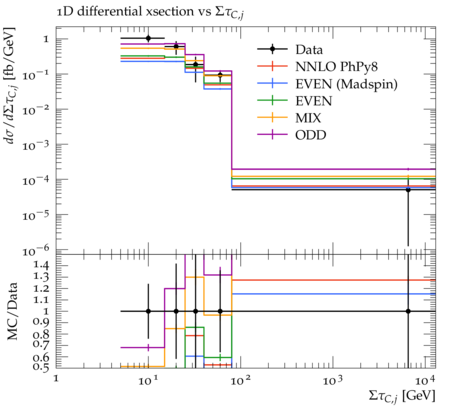 1D differential xsection vs Στ_{C,j}
dσ/dΣτ_{C,j} [fb/GeV]
1
10^{−1}
10^{−2}
10^{−3}
10^{−4}
10^{−5}
10^{−6}
Data
NNLO PhPy8
EVEN (Madspin)
EVEN
MIX
ODD
MC/Data
1.4
1.3
1.2
1.1
1
0.9
0.8
0.7
0.6
0.5
1 10^{1} 10^{2} 10^{3} 10^{4}
Στ_{C,j} [GeV]